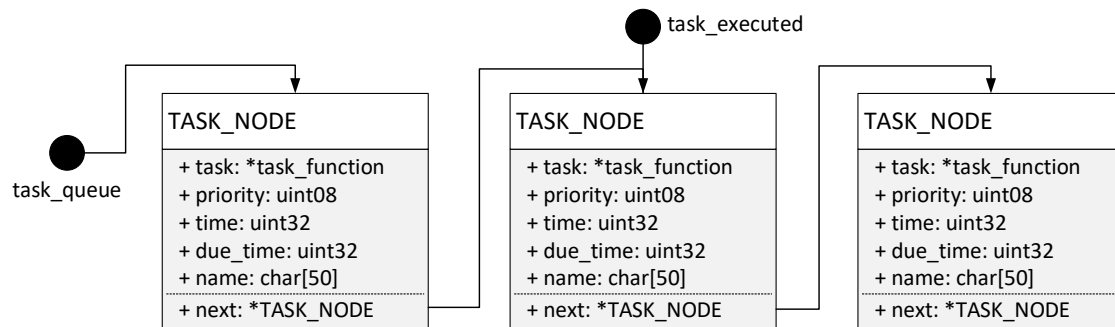 task_executed
task_queue
TASK_NODE
+ task: *task_function
+ priority: uint08
+ time: uint32
+ due_time: uint32
+ name: char[50]
+ next: *TASK_NODE
TASK_NODE
+ task: *task_function
+ priority: uint08
+ time: uint32
+ due_time: uint32
+ name: char[50]
+ next: *TASK_NODE
TASK_NODE
+ task: *task_function
+ priority: uint08
+ time: uint32
+ due_time: uint32
+ name: char[50]
+ next: *TASK_NODE